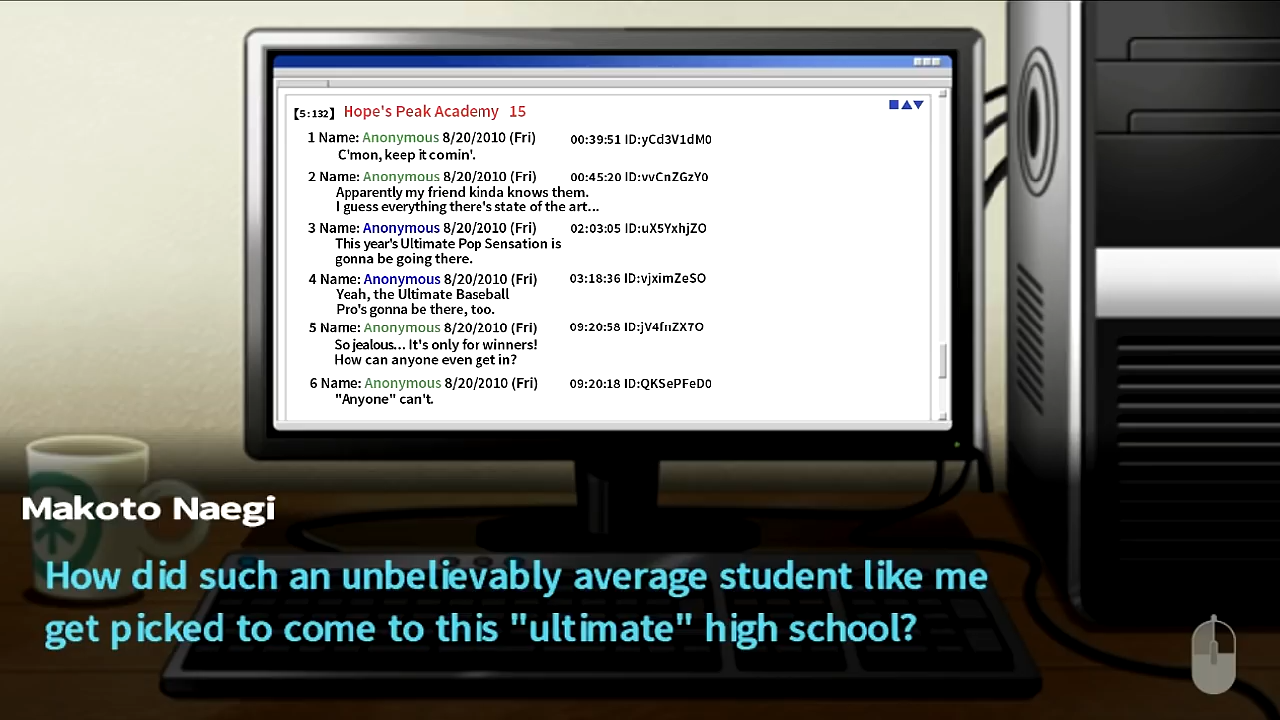 【5:132】 Hope's Peak Academy 15
1 Name: Anonymous 8/20/2010 (Fri) 00:39:51 ID:yCd3V1dM0
C'mon, keep it comin'.
2 Name: Anonymous 8/20/2010 (Fri) 00:45:20 ID:vvCnZGzY0
Apparently my friend kinda knows them.
I guess everything there's state of the art...
3 Name: Anonymous 8/20/2010 (Fri) 02:03:05 ID:uX5YxhjZO
This year's Ultimate Pop Sensation is
gonna be going there.
4 Name: Anonymous 8/20/2010 (Fri) 03:18:36 ID:vjximZeSO
Yeah, the Ultimate Baseball
Pro's gonna be there, too.
5 Name: Anonymous 8/20/2010 (Fri) 09:20:58 ID:jV4fnZX7O
So jealous... It's only for winners!
How can anyone even get in?
6 Name: Anonymous 8/20/2010 (Fri) 09:20:18 ID:QKSePFeD0
"Anyone" can't.
Makoto Naegi
How did such an unbelievably average student like me
get picked to come to this "ultimate" high school?